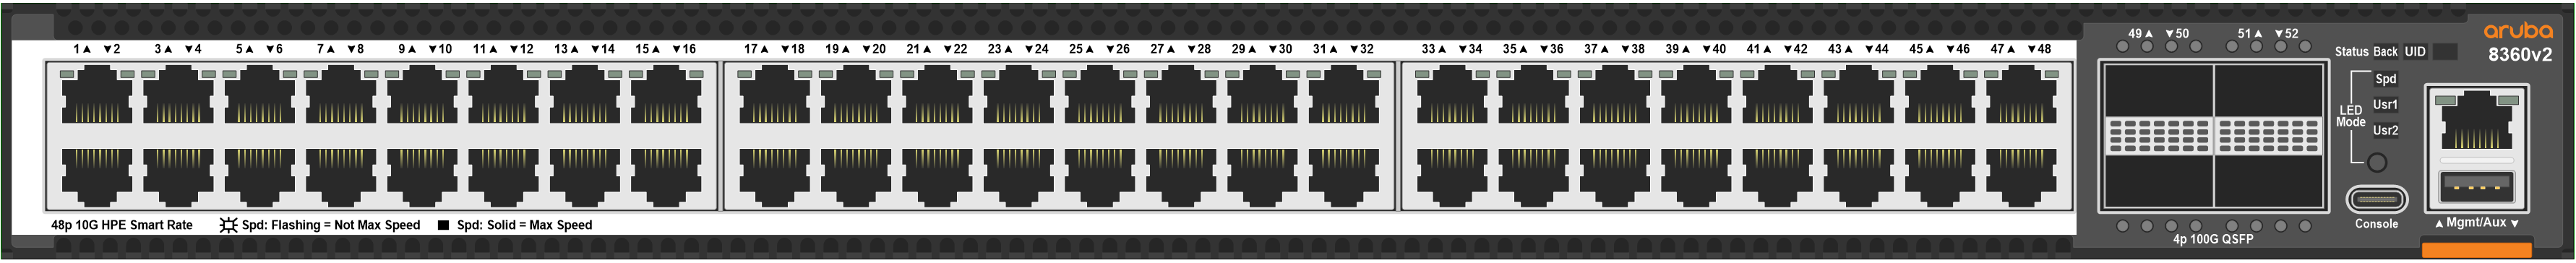 1▲ ▼2 3▲ ▼4 5▲ ▼6 7▲ ▼8 9▲ ▼10 11▲ ▼12 13▲ ▼14 15▲ ▼16 17▲ ▼18 19▲ ▼20 21▲ ▼22 23▲ ▼24 25▲ ▼26 27▲ ▼28 29▲ ▼30 31▲ ▼32 33▲ ▼34 35▲ ▼36 37▲ ▼38 39▲ ▼40 41▲ ▼42 43▲ ▼44 45▲ ▼46 47▲ ▼48
49▲ ▼50 51▲ ▼52
aruba
8360v2
Status Back UID
Spd
Usr1
LED
Mode
Usr2
Console
▲ Mgmt/Aux ▼
48p 10G HPE Smart Rate Spd: Flashing = Not Max Speed Spd: Solid = Max Speed
4p 100G QSFP